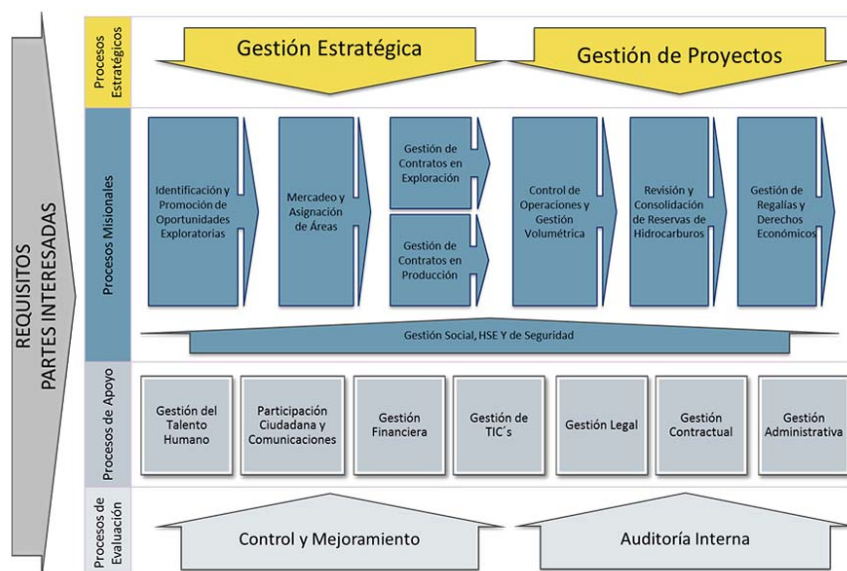 REQUISITOS
PARTES INTERESADAS
Procesos
Estratégicos
Gestión Estratégica
Gestión de Proyectos
Procesos Misionales
Identificación y
Promoción de
Oportunidades
Exploratorias
Mercadeo y
Asignación
de Áreas
Gestión de
Contratos en
Exploración
Gestión de
Contratos en
Producción
Control de
Operaciones y
Gestión
Volumétrica
Revisión y
Consolidación
de Reservas de
Hidrocarburos
Gestión de
Regalías y
Derechos
Económicos
Gestión Social, HSE Y de Seguridad
Procesos de Apoyo
Gestión del
Talento
Humano
Participación
Ciudadana y
Comunicaciones
Gestión
Financiera
Gestión de
TIC´s
Gestión Legal
Gestión
Contractual
Gestión
Administrativa
Procesos de
Evaluación
Control y Mejoramiento
Auditoría Interna